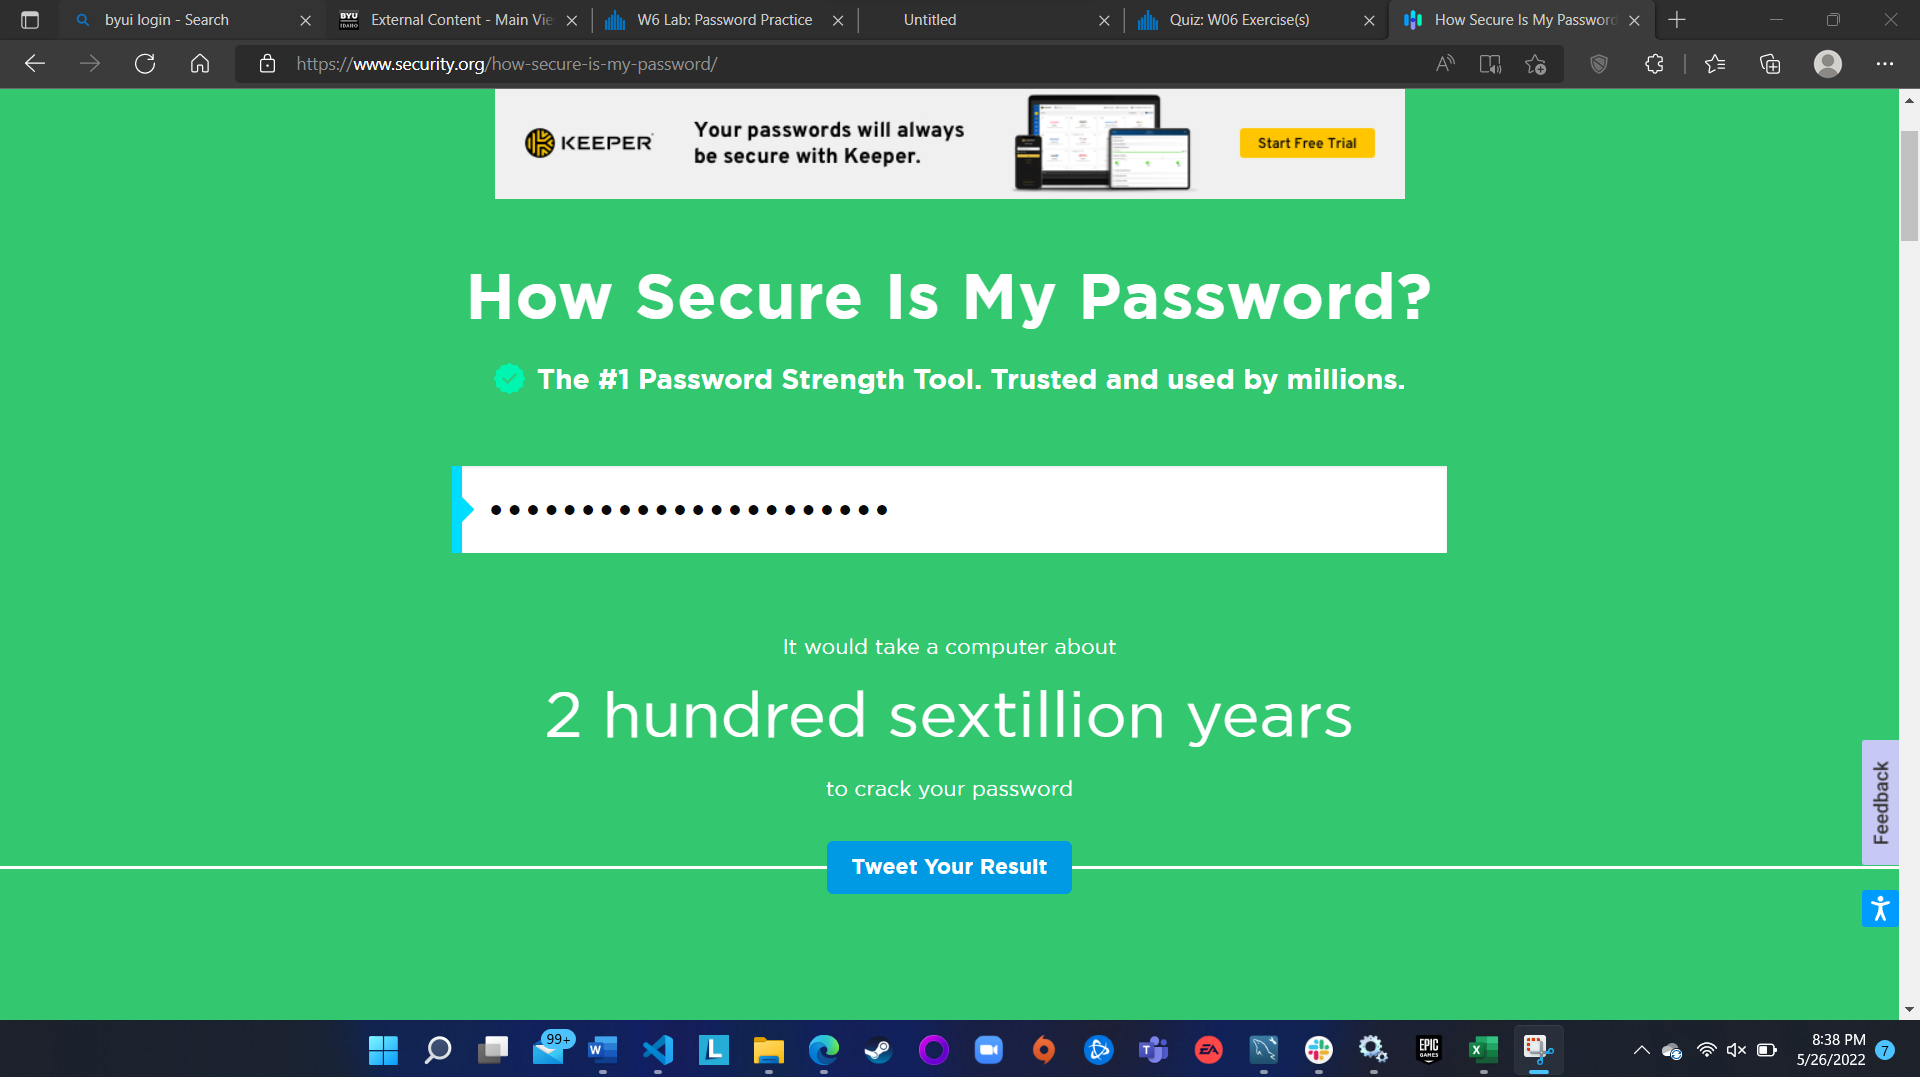 byui login - Search
External Content - Main Vie
W6 Lab: Password Practice
Untitled
Quiz: W06 Exercise(s)
How Secure Is My Password
https://www.security.org/how-secure-is-my-password/
KEEPER
Your passwords will always
be secure with Keeper.
Start Free Trial
How Secure Is My Password?
The #1 Password Strength Tool. Trusted and used by millions.
••••••••••••••••••••••
It would take a computer about
2 hundred sextillion years
to crack your password
Tweet Your Result
Feedback
99+
8:38 PM
5/26/2022
7